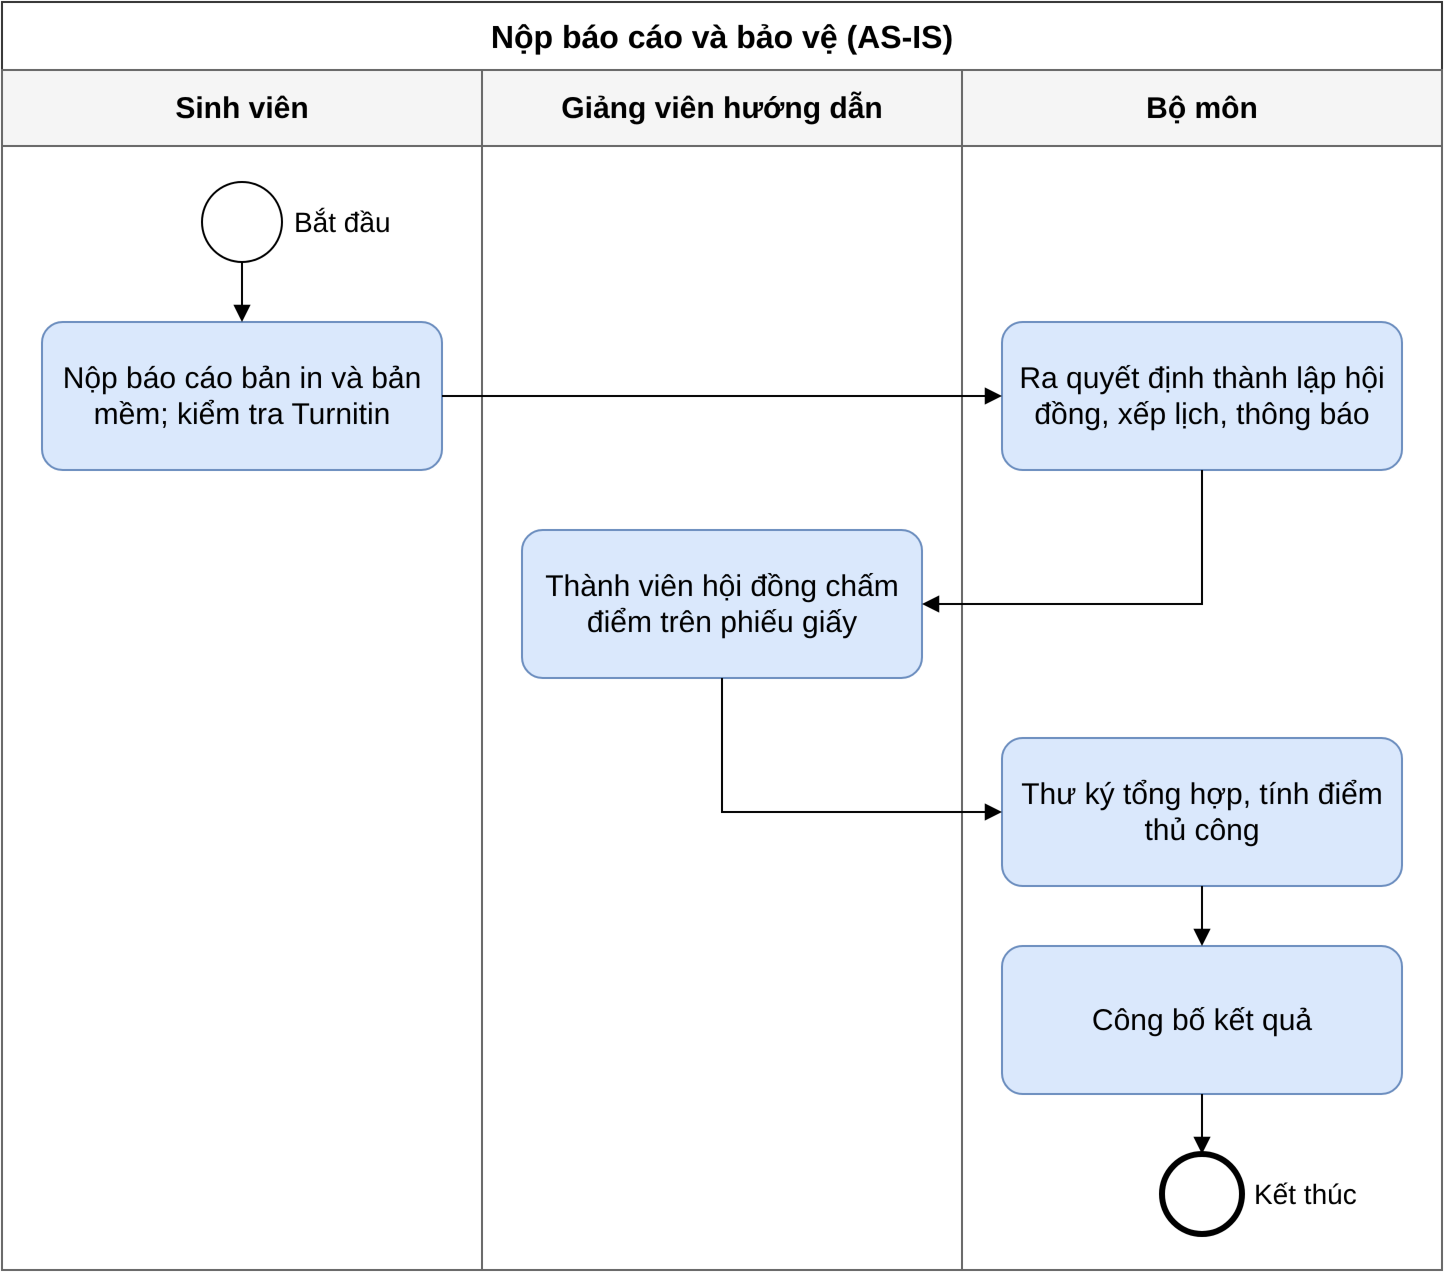 Nộp báo cáo và bảo vệ (AS-IS)
Sinh viên
Giảng viên hướng dẫn
Bộ môn
Bắt đầu
Nộp báo cáo bản in và bản
mềm; kiểm tra Turnitin
Ra quyết định thành lập hội
đồng, xếp lịch, thông báo
Thành viên hội đồng chấm
điểm trên phiếu giấy
Thư ký tổng hợp, tính điểm
thủ công
Công bố kết quả
Kết thúc